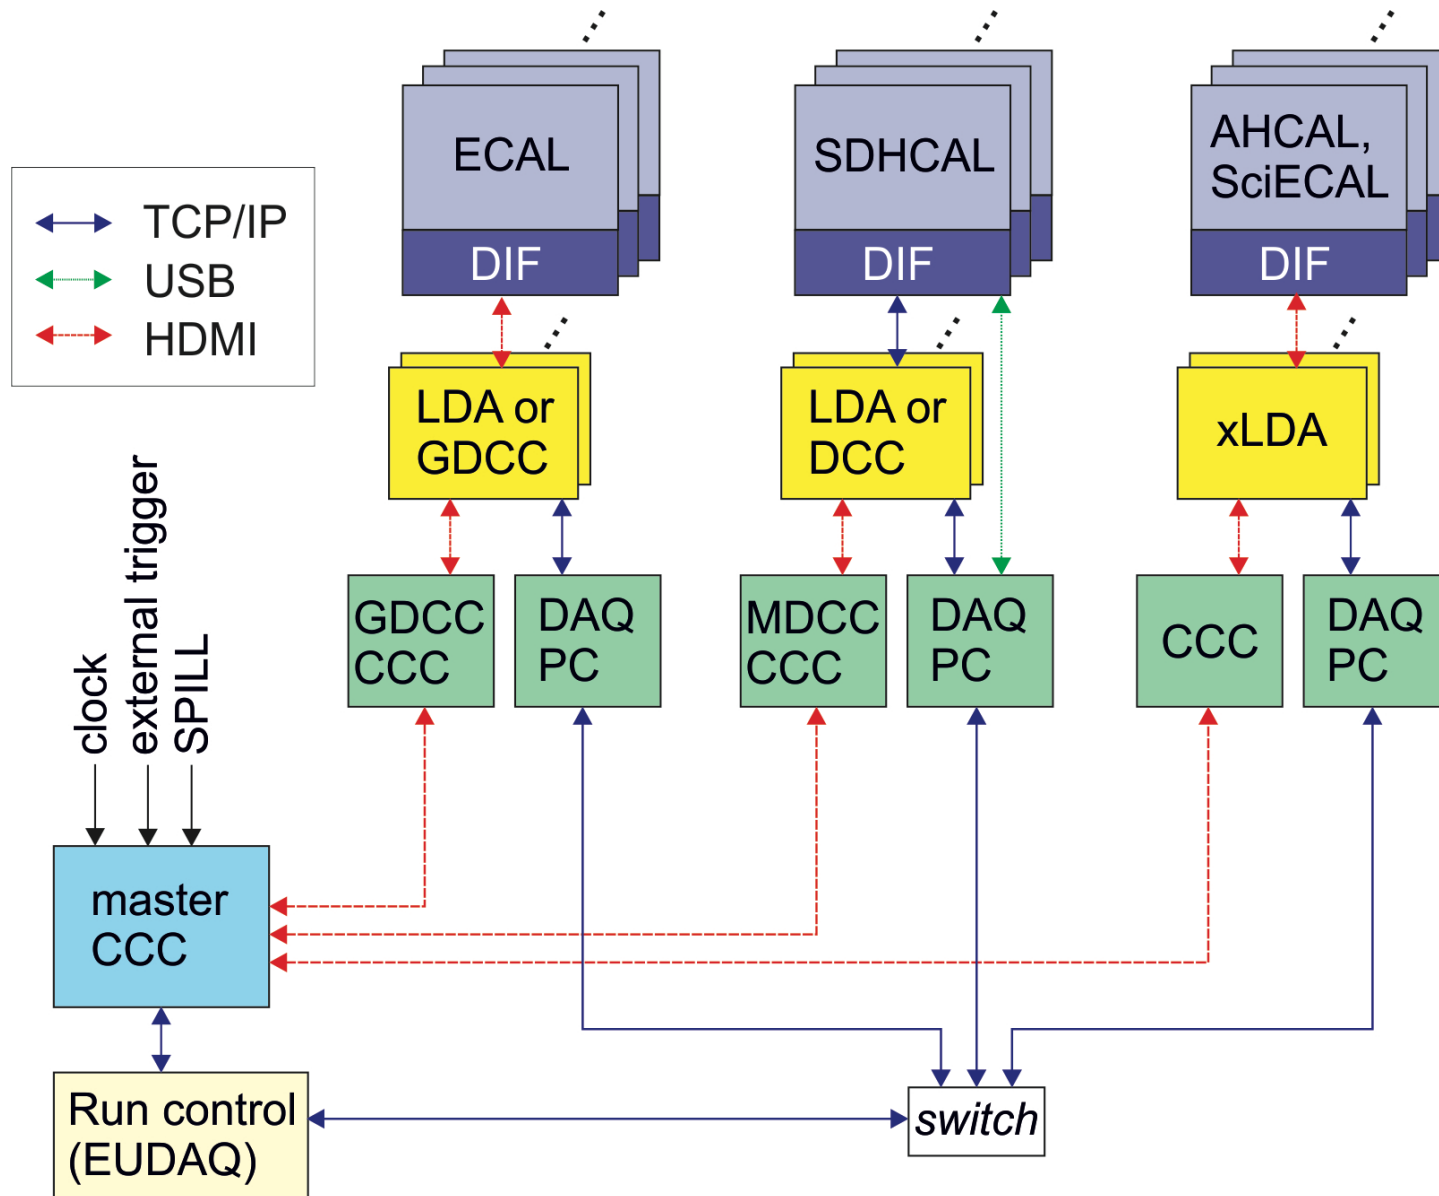 ECAL
DIF
SDHCAL
DIF
AHCAL,
SciECAL
DIF
TCP/IP
USB
HDMI
LDA or
GDCC
LDA or
DCC
xLDA
clock
external trigger
SPILL
GDCC
CCC
DAQ
PC
MDCC
CCC
DAQ
PC
CCC
DAQ
PC
master
CCC
Run control
(EUDAQ)
switch